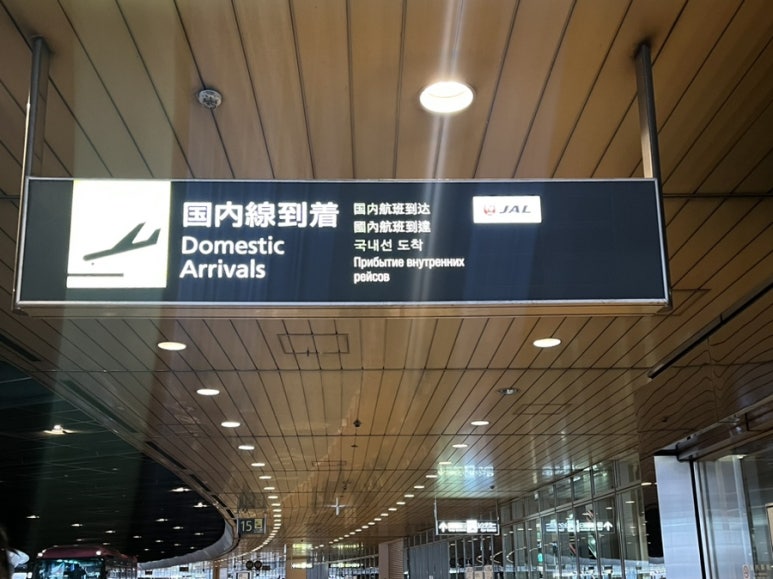 国内線到着
Domestic
Arrivals
国内航班到达
國內航班到達
국내선 도착
Прибытие внутренних
рейсов
JAL
15